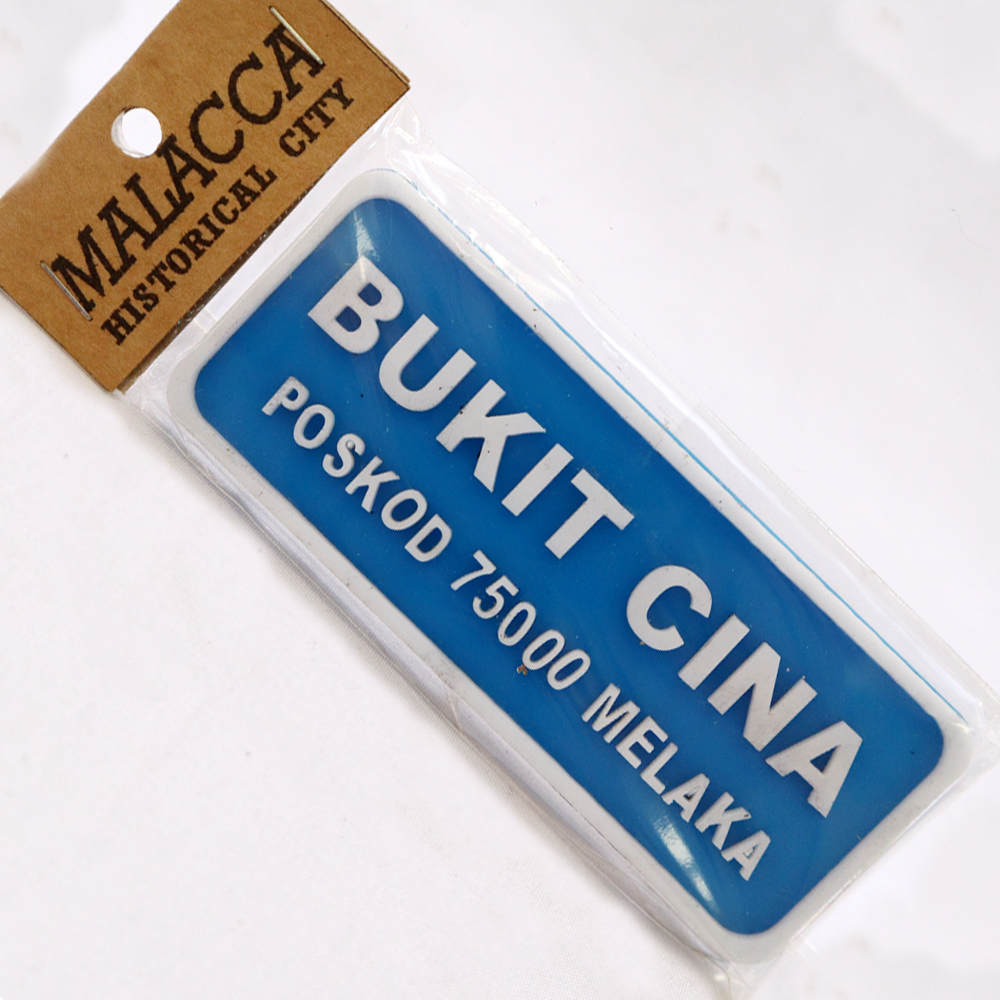 MALACCA
HISTORICAL CITY
BUKIT CINA
POSKOD 75000 MELAKA